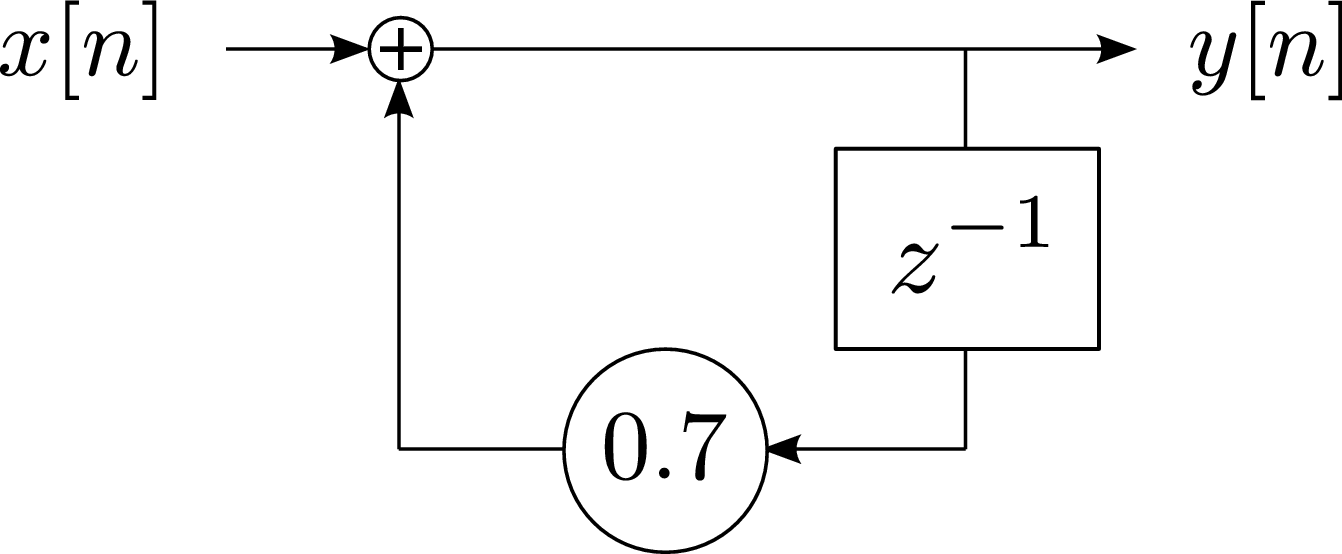 x[n] + y[n]
z⁻¹
0.7